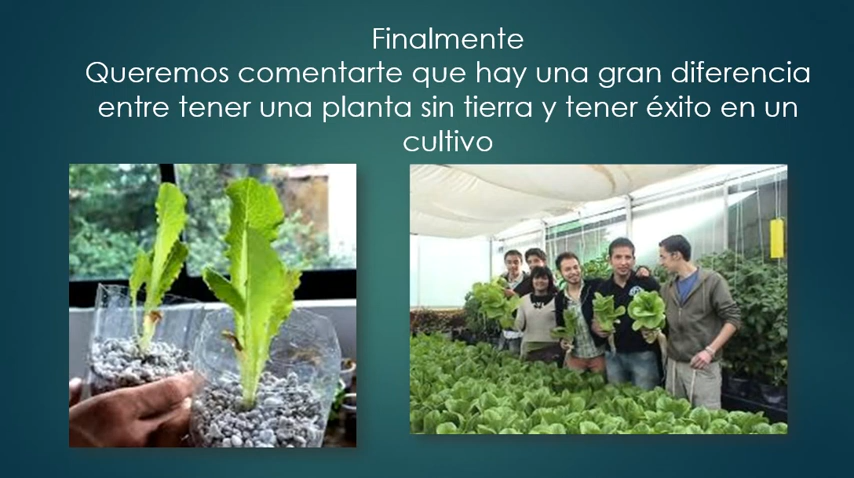 Finalmente
Queremos comentarte que hay una gran diferencia
entre tener una planta sin tierra y tener éxito en un
cultivo